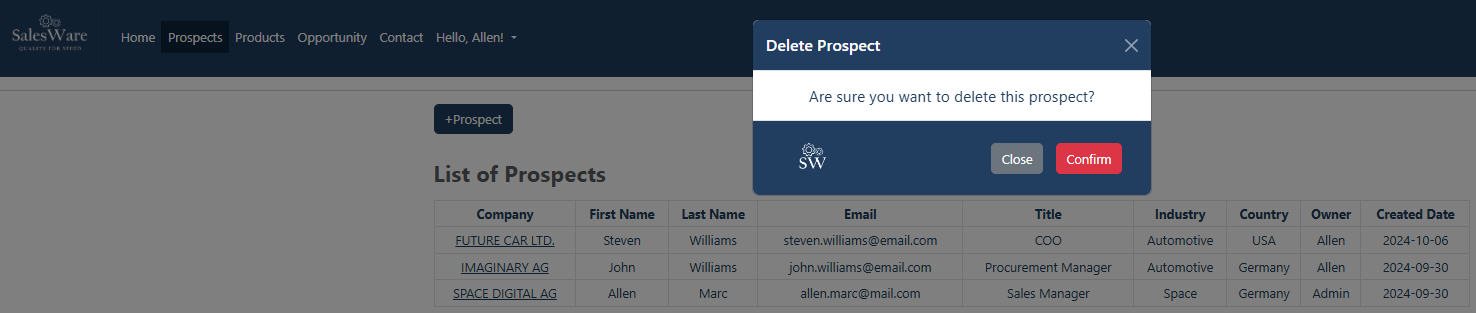 SalesWare
QUALITY FOR SPEED
Home Prospects Products Opportunity Contact Hello, Allen!
Delete Prospect
Are sure you want to delete this prospect?
SW
Close Confirm
+Prospect
List of Prospects
Company First Name Last Name Email Title Industry Country Owner Created Date
FUTURE CAR LTD. Steven Williams steven.williams@email.com COO Automotive USA Allen 2024-10-06
IMAGINARY AG John Williams john.williams@email.com Procurement Manager Automotive Germany Allen 2024-09-30
SPACE DIGITAL AG Allen Marc allen.marc@mail.com Sales Manager Space Germany Admin 2024-09-30